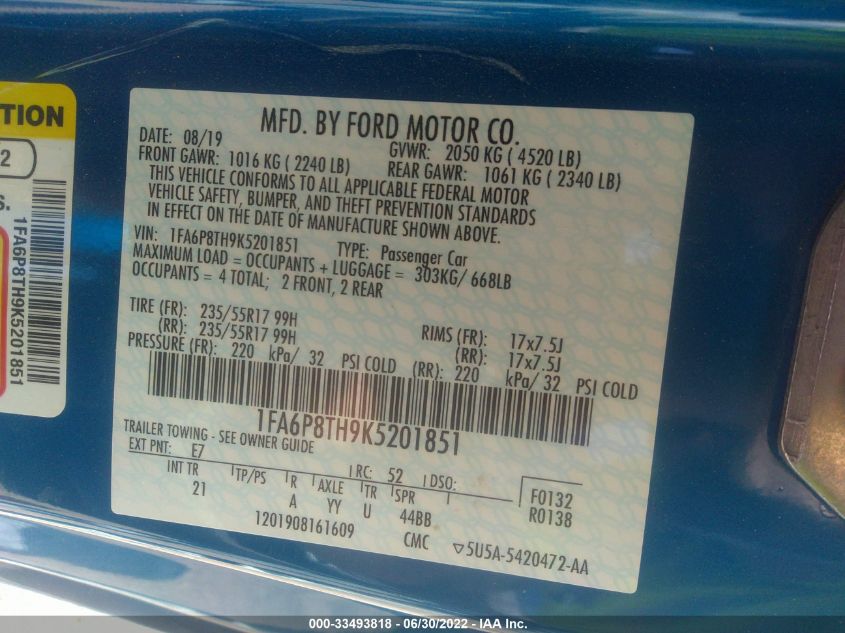 TION
2
S.
1FA6P8TH9K5201851
MFD. BY FORD MOTOR CO.
DATE: 08/19 GVWR: 2050 KG ( 4520 LB)
FRONT GAWR: 1016 KG ( 2240 LB) REAR GAWR: 1061 KG ( 2340 LB)
THIS VEHICLE CONFORMS TO ALL APPLICABLE FEDERAL MOTOR
VEHICLE SAFETY, BUMPER, AND THEFT PREVENTION STANDARDS
IN EFFECT ON THE DATE OF MANUFACTURE SHOWN ABOVE.
VIN: 1FA6P8TH9K5201851 TYPE: Passenger Car
MAXIMUM LOAD = OCCUPANTS + LUGGAGE = 303KG/ 668LB
OCCUPANTS = 4 TOTAL; 2 FRONT, 2 REAR
TIRE (FR): 235/55R17 99H RIMS (FR): 17x7.5J
(RR): 235/55R17 99H (RR): 17x7.5J
PRESSURE (FR): 220 kPa/ 32 PSI COLD (RR): 220 kPa/ 32 PSI COLD
1FA6P8TH9K5201851
TRAILER TOWING - SEE OWNER GUIDE
EXT PNT: E7 RC: 52 DSO: F0132
INT TR TP/PS R AXLE TR SPR R0138
21 A YY U 44BB
1201908161609 CMC ▽5U5A-5420472-AA
000-33493818 - 06/30/2022 - IAA Inc.